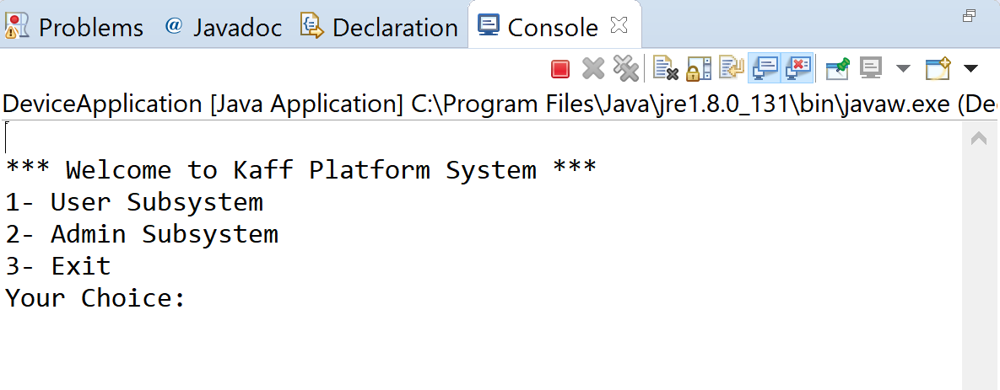 Problems @ Javadoc Declaration Console
DeviceApplication [Java Application] C:\Program Files\Java\jre1.8.0_131\bin\javaw.exe (De
*** Welcome to Kaff Platform System ***
1- User Subsystem
2- Admin Subsystem
3- Exit
Your Choice: